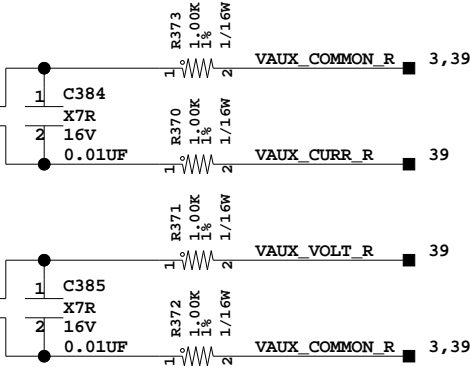 R373
1.00K
1%
1/16W
1
2
VAUX_COMMON_R
3,39
1
C384
X7R
2
16V
0.01UF
R370
1.00K
1%
1/16W
1
2
VAUX_CURR_R
39
R371
1.00K
1%
1/16W
1
2
VAUX_VOLT_R
39
1
C385
X7R
2
16V
0.01UF
R372
1.00K
1%
1/16W
1
2
VAUX_COMMON_R
3,39